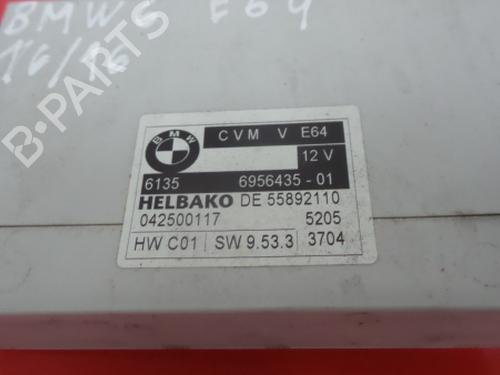 BMW E64
16/16
BMW
CVM V E64
12 V
6135 6956435-01
HELBAKO DE 55892110
042500117 5205
HW C01 SW 9.53.3 3704
B-Parts